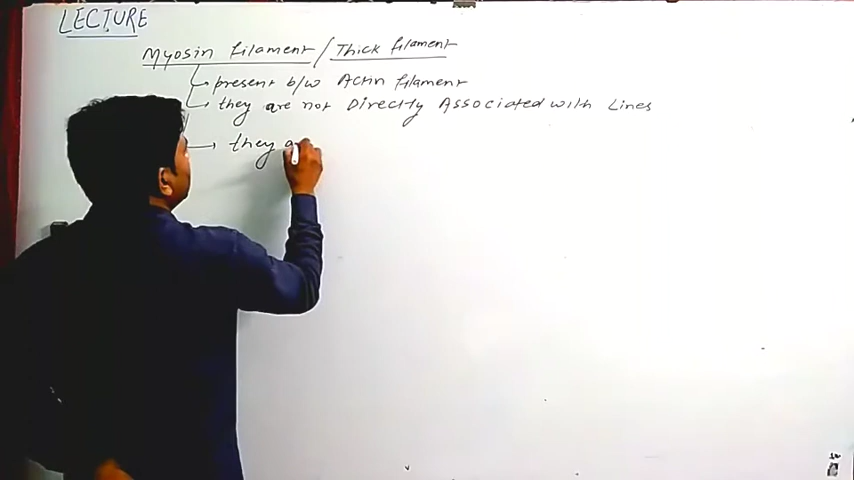 LECTURE
Myosin filament / Thick filament
present b/w Actin filament
they are not Directly Associated with Lines
they a